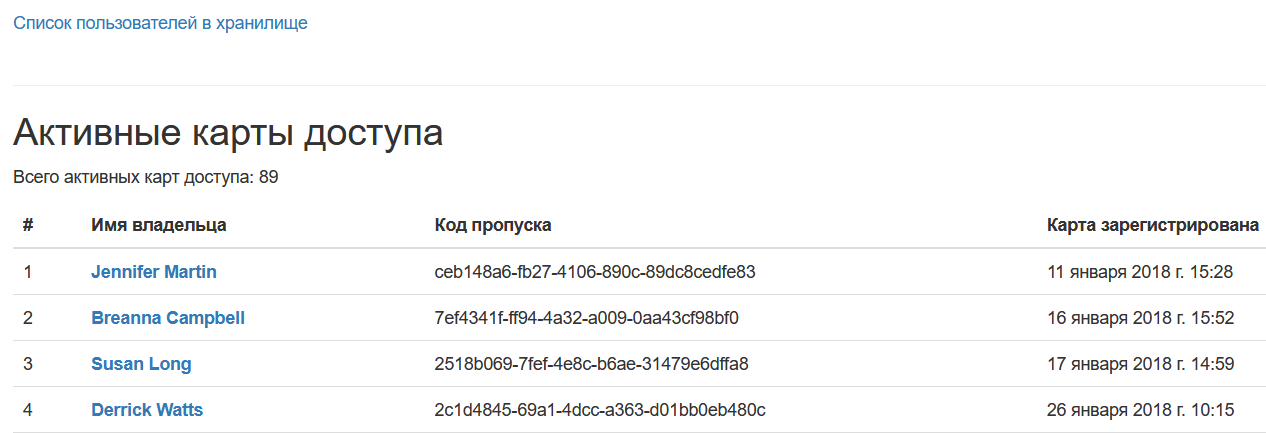 Список пользователей в хранилище
Активные карты доступа
Всего активных карт доступа: 89
# Имя владельца Код пропуска Карта зарегистрирована
1 Jennifer Martin ceb148a6-fb27-4106-890c-89dc8cedfe83 11 января 2018 г. 15:28
2 Breanna Campbell 7ef4341f-ff94-4a32-a009-0aa43cf98bf0 16 января 2018 г. 15:52
3 Susan Long 2518b069-7fef-4e8c-b6ae-31479e6dffa8 17 января 2018 г. 14:59
4 Derrick Watts 2c1d4845-69a1-4dcc-a363-d01bb0eb480c 26 января 2018 г. 10:15